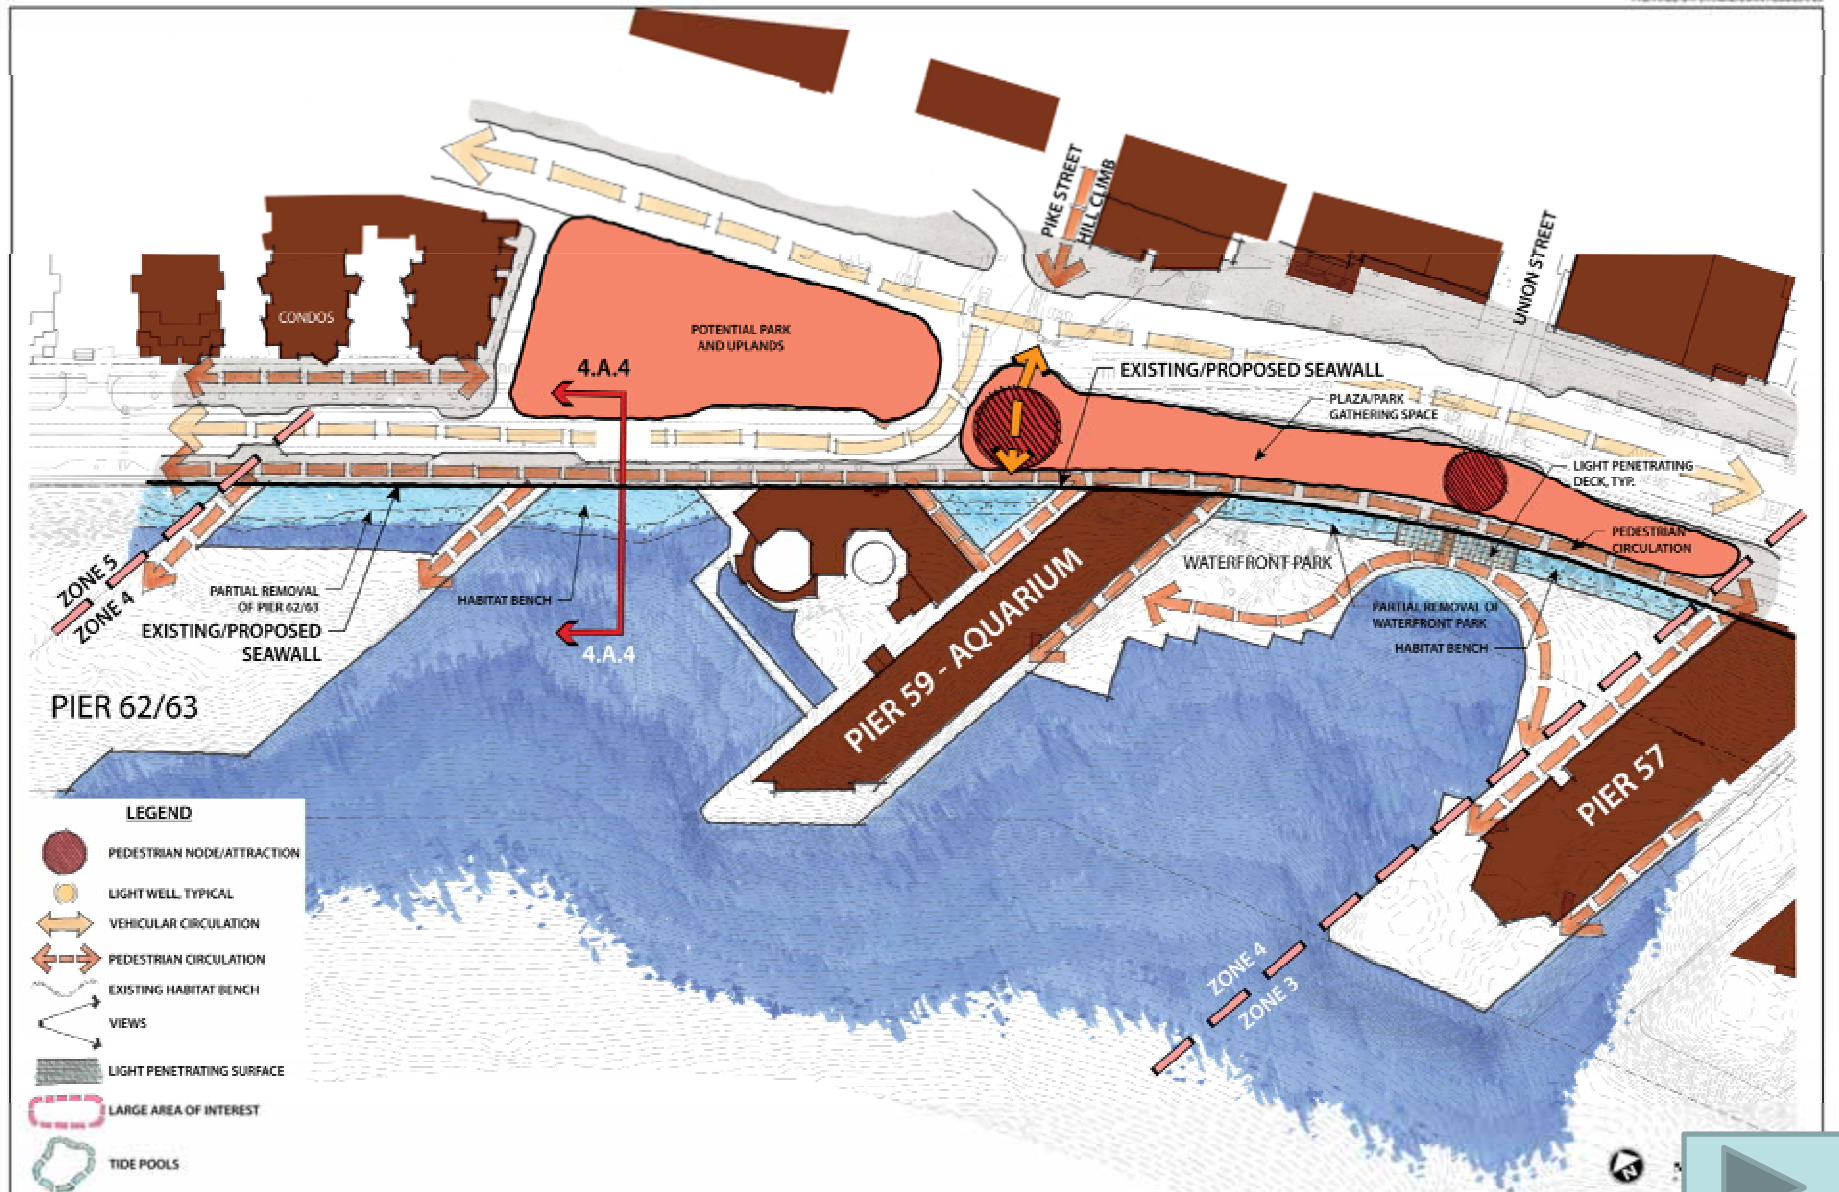 PIKE STREET
HILL CLIMB
UNION STREET
CONDOS
POTENTIAL PARK
AND UPLANDS
4.A.4
EXISTING/PROPOSED SEAWALL
PLAZA/PARK
GATHERING SPACE
LIGHT PENETRATING
DECK, TYP.
PEDESTRIAN
CIRCULATION
WATERFRONT PARK
ZONE 5
ZONE 4
PARTIAL REMOVAL
OF PIER 62/63
HABITAT BENCH
EXISTING/PROPOSED
SEAWALL
4.A.4
PARTIAL REMOVAL OF
WATERFRONT PARK
HABITAT BENCH
PIER 62/63
PIER 59 - AQUARIUM
PIER 57
ZONE 4
ZONE 3
LEGEND
PEDESTRIAN NODE/ATTRACTION
LIGHT WELL, TYPICAL
VEHICULAR CIRCULATION
PEDESTRIAN CIRCULATION
EXISTING HABITAT BENCH
VIEWS
LIGHT PENETRATING SURFACE
LARGE AREA OF INTEREST
TIDE POOLS
N